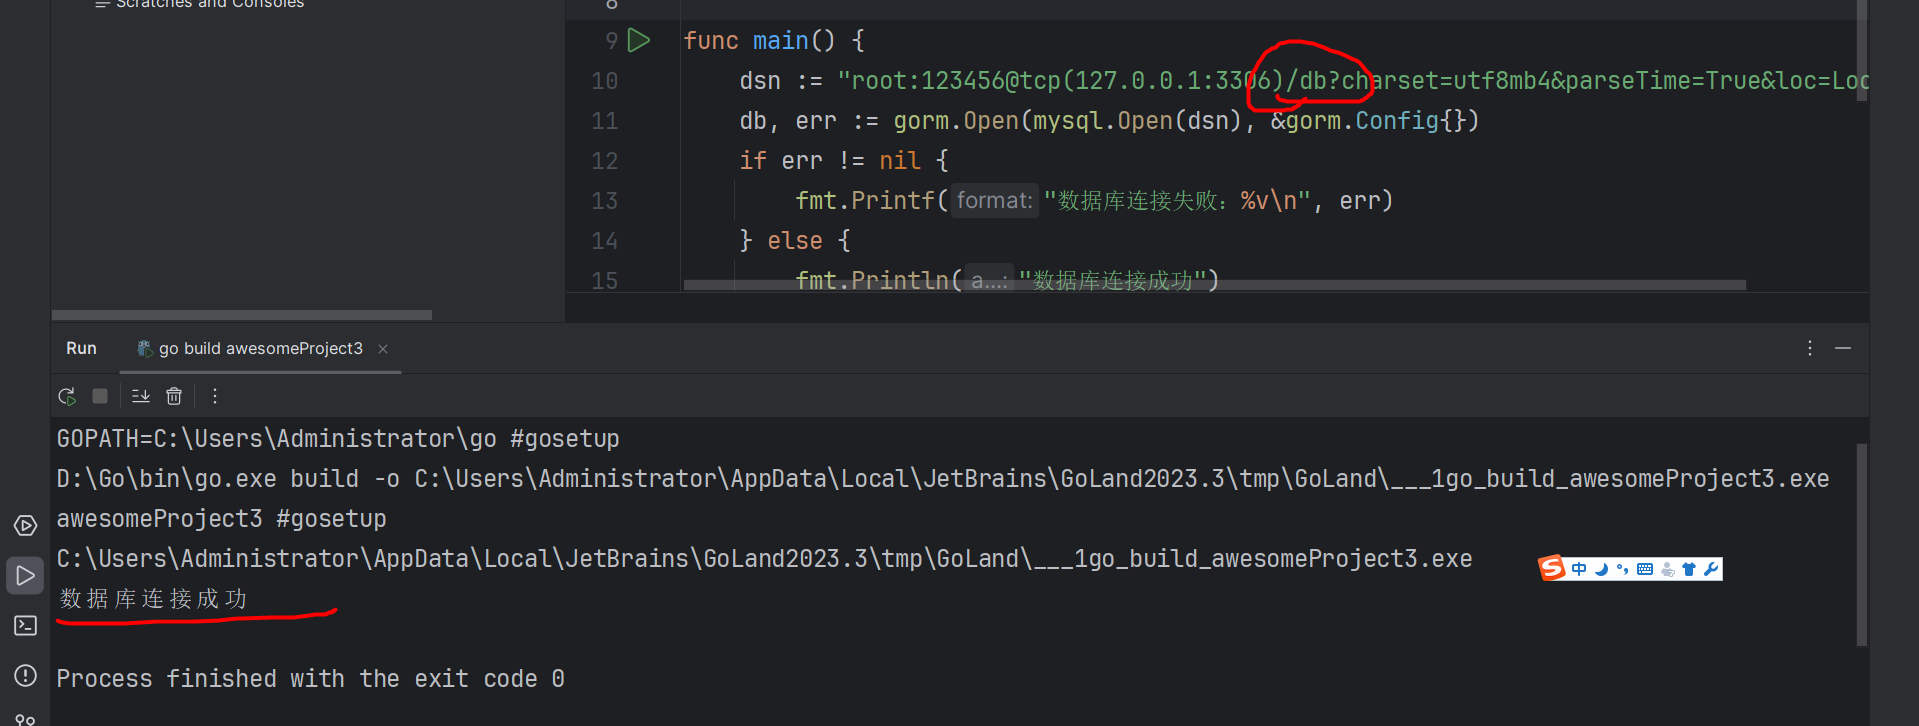 Scratches and Consoles
8
9 func main() {
10 dsn := "root:123456@tcp(127.0.0.1:3306)/db?charset=utf8mb4&parseTime=True&loc=Loc
11 db, err := gorm.Open(mysql.Open(dsn), &gorm.Config{})
12 if err != nil {
13 fmt.Printf( format: "数据库连接失败：%v\n", err)
14 } else {
15 fmt.Println( a...: "数据库连接成功")
Run go build awesomeProject3
GOPATH=C:\Users\Administrator\go #gosetup
D:\Go\bin\go.exe build -o C:\Users\Administrator\AppData\Local\JetBrains\GoLand2023.3\tmp\GoLand\___1go_build_awesomeProject3.exe
awesomeProject3 #gosetup
C:\Users\Administrator\AppData\Local\JetBrains\GoLand2023.3\tmp\GoLand\___1go_build_awesomeProject3.exe
S中
数据库连接成功
Process finished with the exit code 0